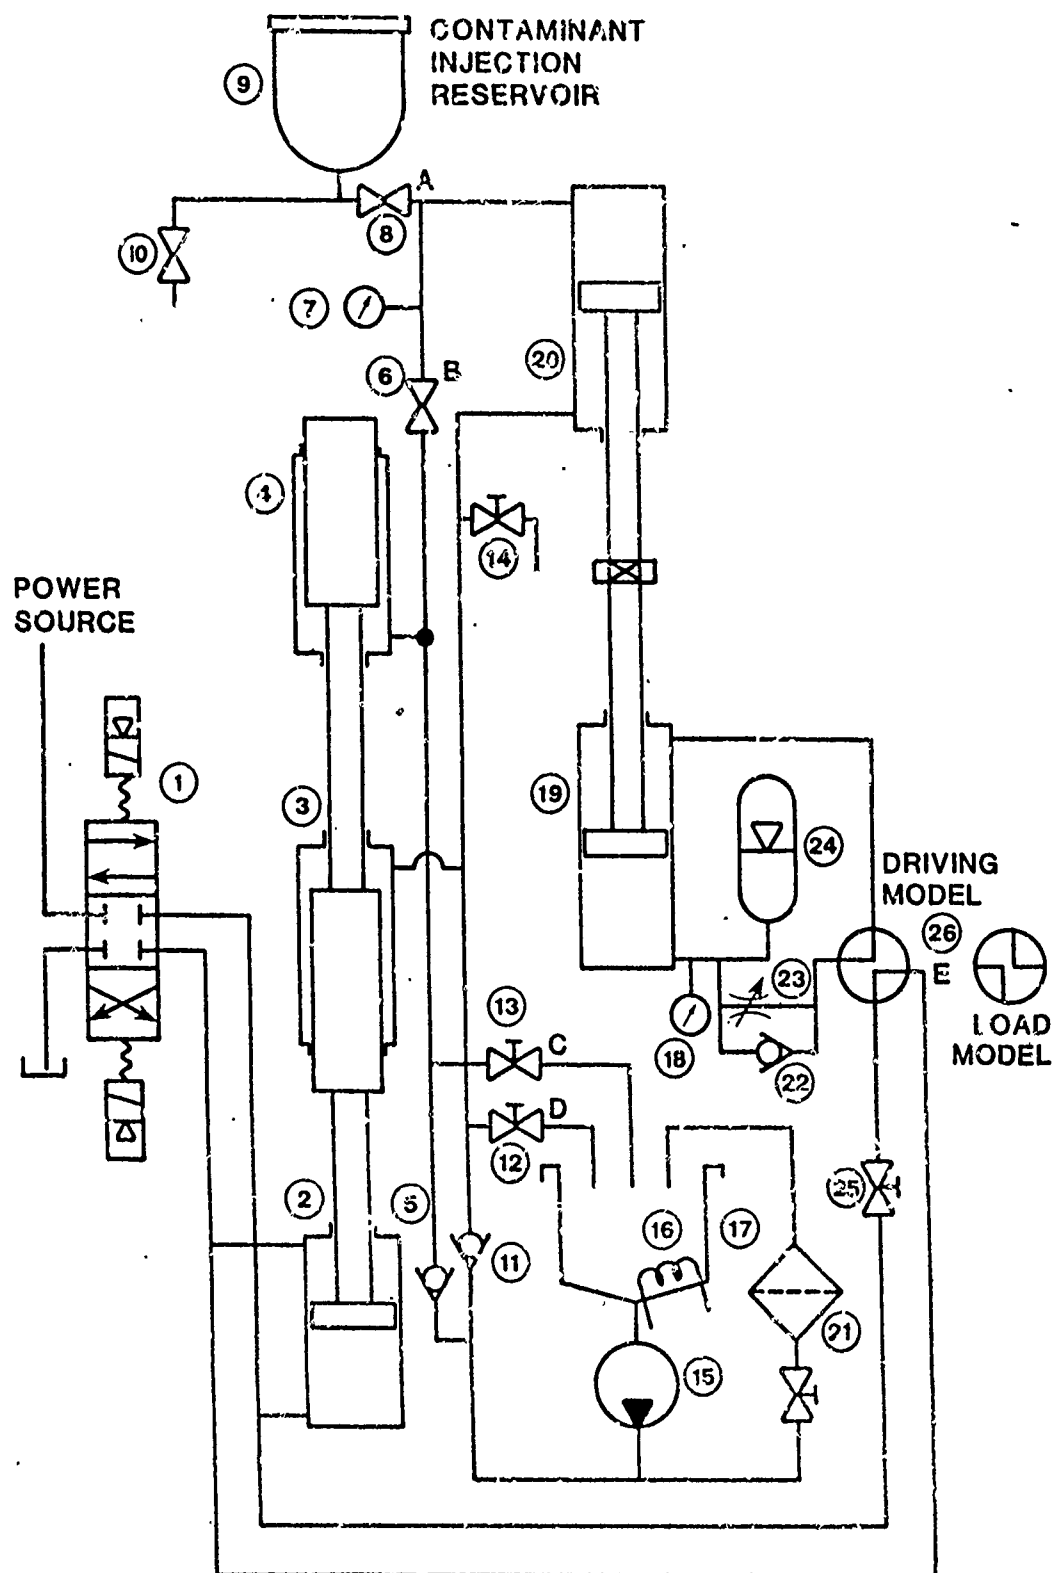 CONTAMINANT
INJECTION
RESERVOIR
9
A
8
10
7
6
B
20
4
14
POWER
SOURCE
1
3
19
24
DRIVING
MODEL
26
E
23
13
C
18
LOAD
MODEL
22
D
12
2
5
25
16
17
11
21
15